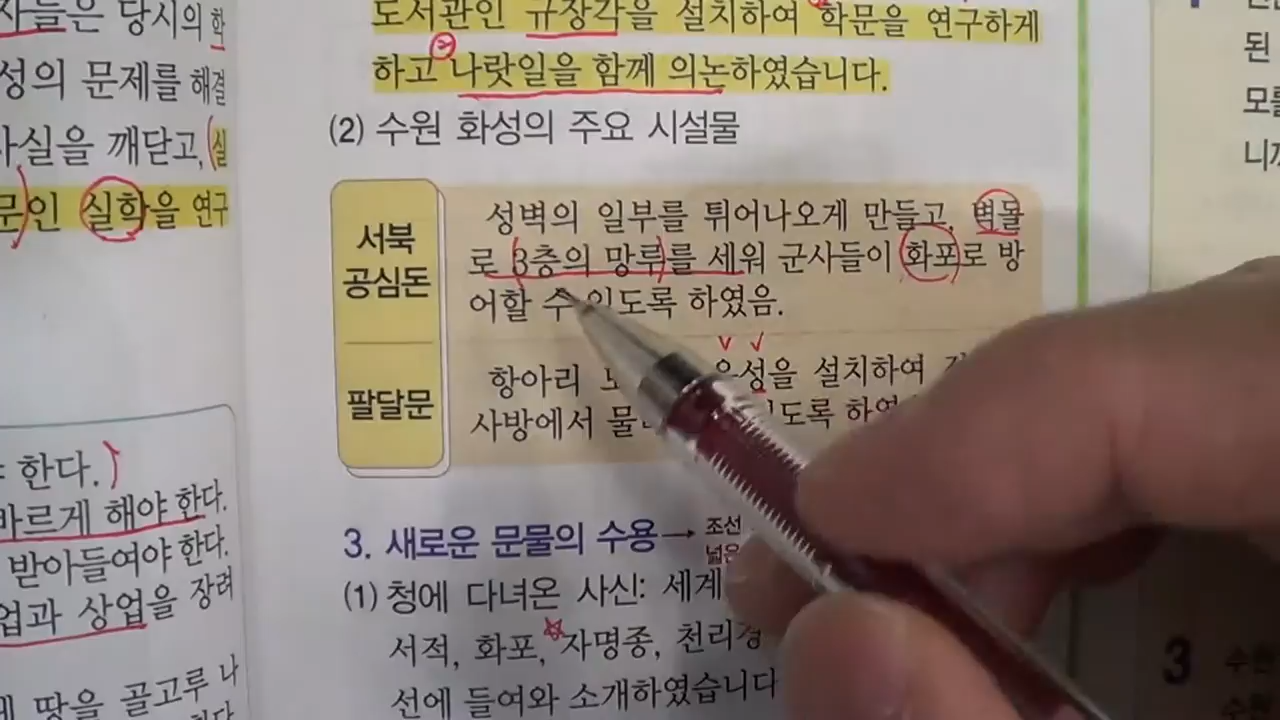 자들은 당시의 학
성의 문제를 해결
사실을 깨닫고, 실
문인 실학을 연구
한다.
바르게 해야 한다.
받아들여야 한다.
업과 상업을 장려
땅을 골고루 나
도서관인 규장각을 설치하여 학문을 연구하게
하고 나랏일을 함께 의논하였습니다.
(2) 수원 화성의 주요 시설물
서북
공심돈
성벽의 일부를 튀어나오게 만들고, 벽돌
로 3층의 망루를 세워 군사들이 화포로 방
어할 수 있도록 하였음.
팔달문
항아리 을 설치하여
사방에서
3. 새로운 문물의 수용→ 조선
(1) 청에 다녀온 사신: 세계
서적, 화포, 자명종, 천리경
선에 들여와 소개하였습니다
된
모를
니까
3 수원
수원